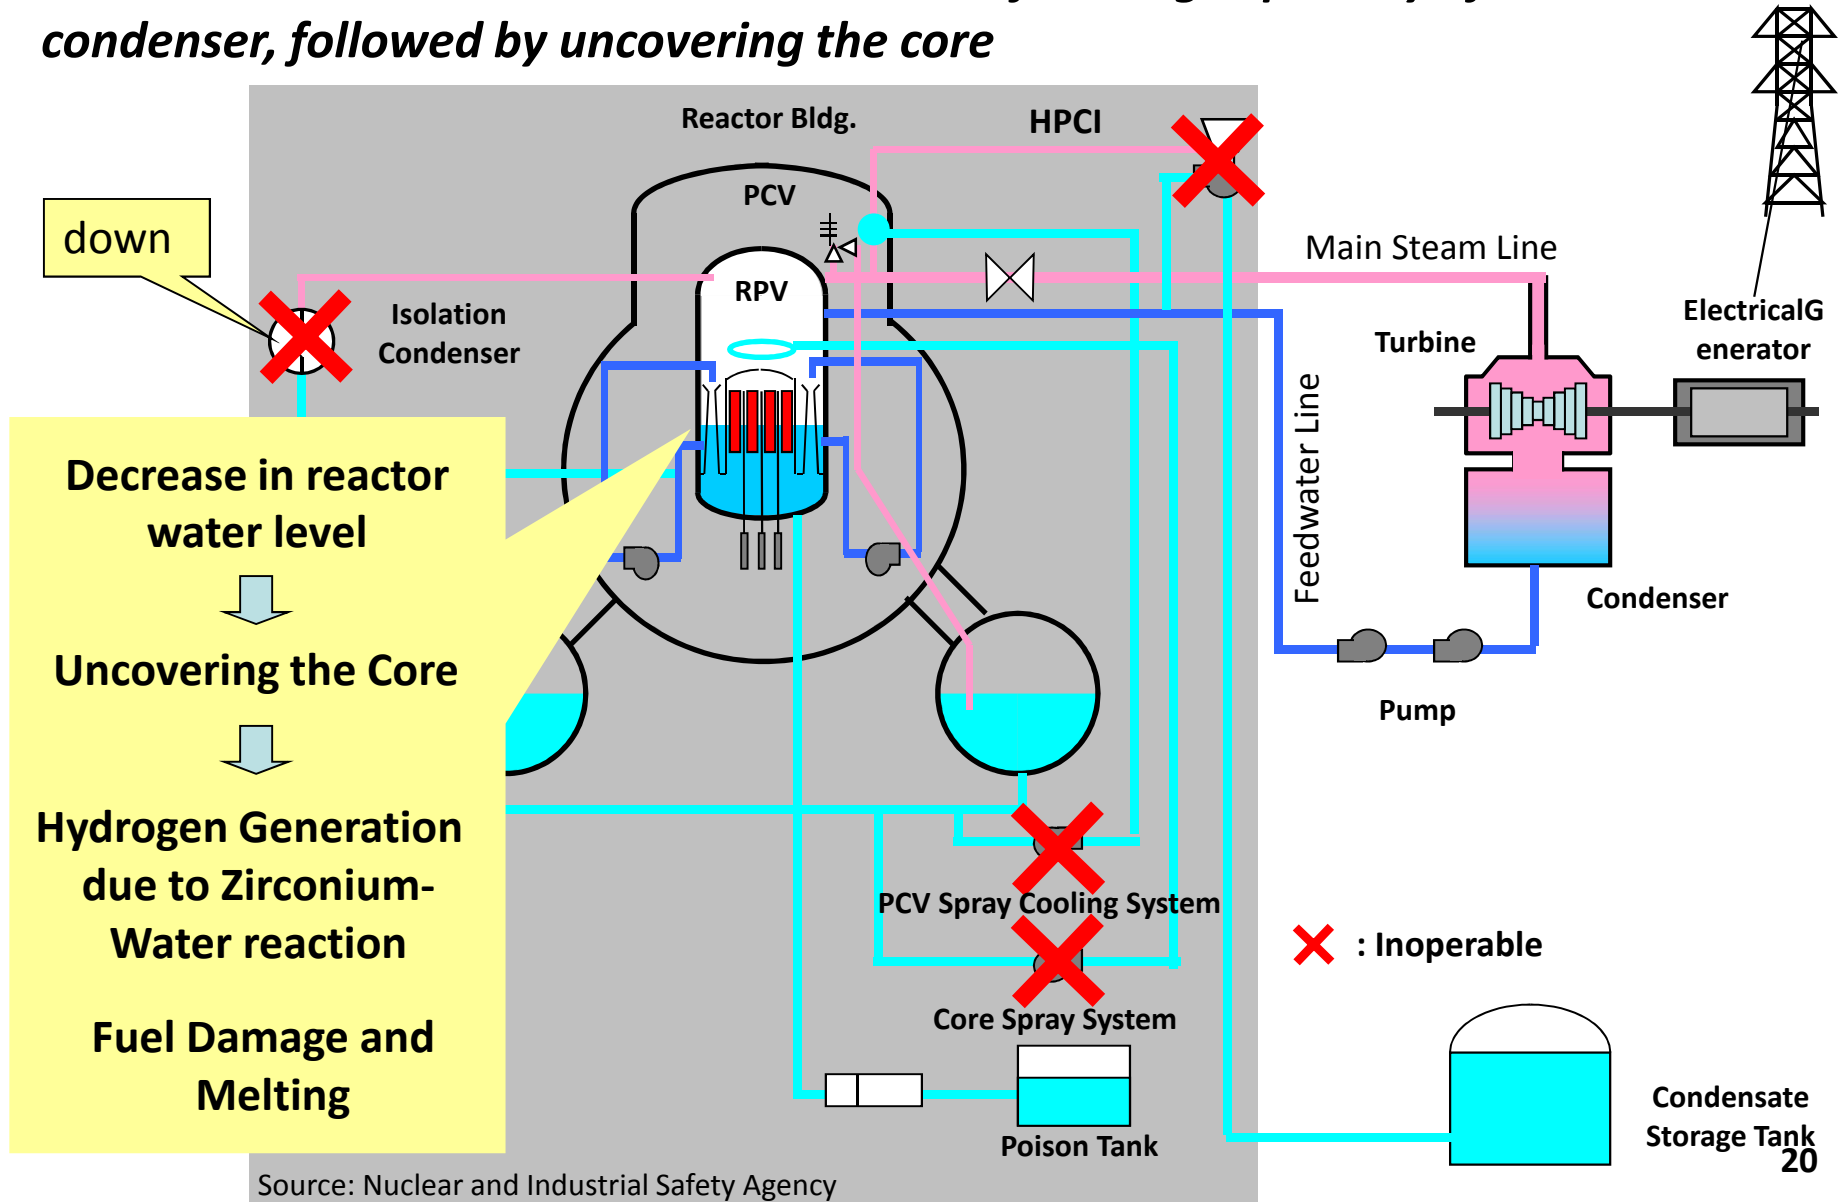 condenser, followed by uncovering the core
Reactor Bldg.
HPCI
PCV
down
Main Steam Line
RPV
Isolation
Condenser
ElectricalG
enerator
Turbine
Feedwater Line
Decrease in reactor
water level
Condenser
Uncovering the Core
Pump
Hydrogen Generation
due to Zirconium-
Water reaction
PCV Spray Cooling System
: Inoperable
Fuel Damage and
Melting
Core Spray System
Poison Tank
Condensate
Storage Tank
20
Source: Nuclear and Industrial Safety Agency